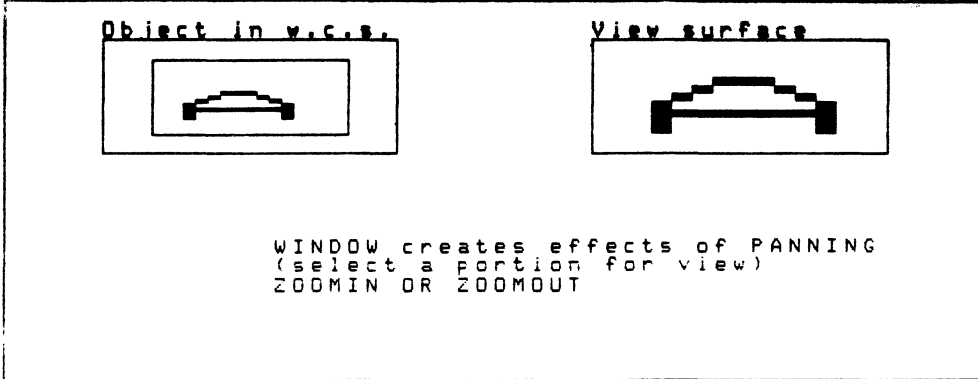 Object in w.c.s.
View surface
WINDOW creates effects of PANNING
(select a portion for view)
ZOOMIN OR ZOOMOUT